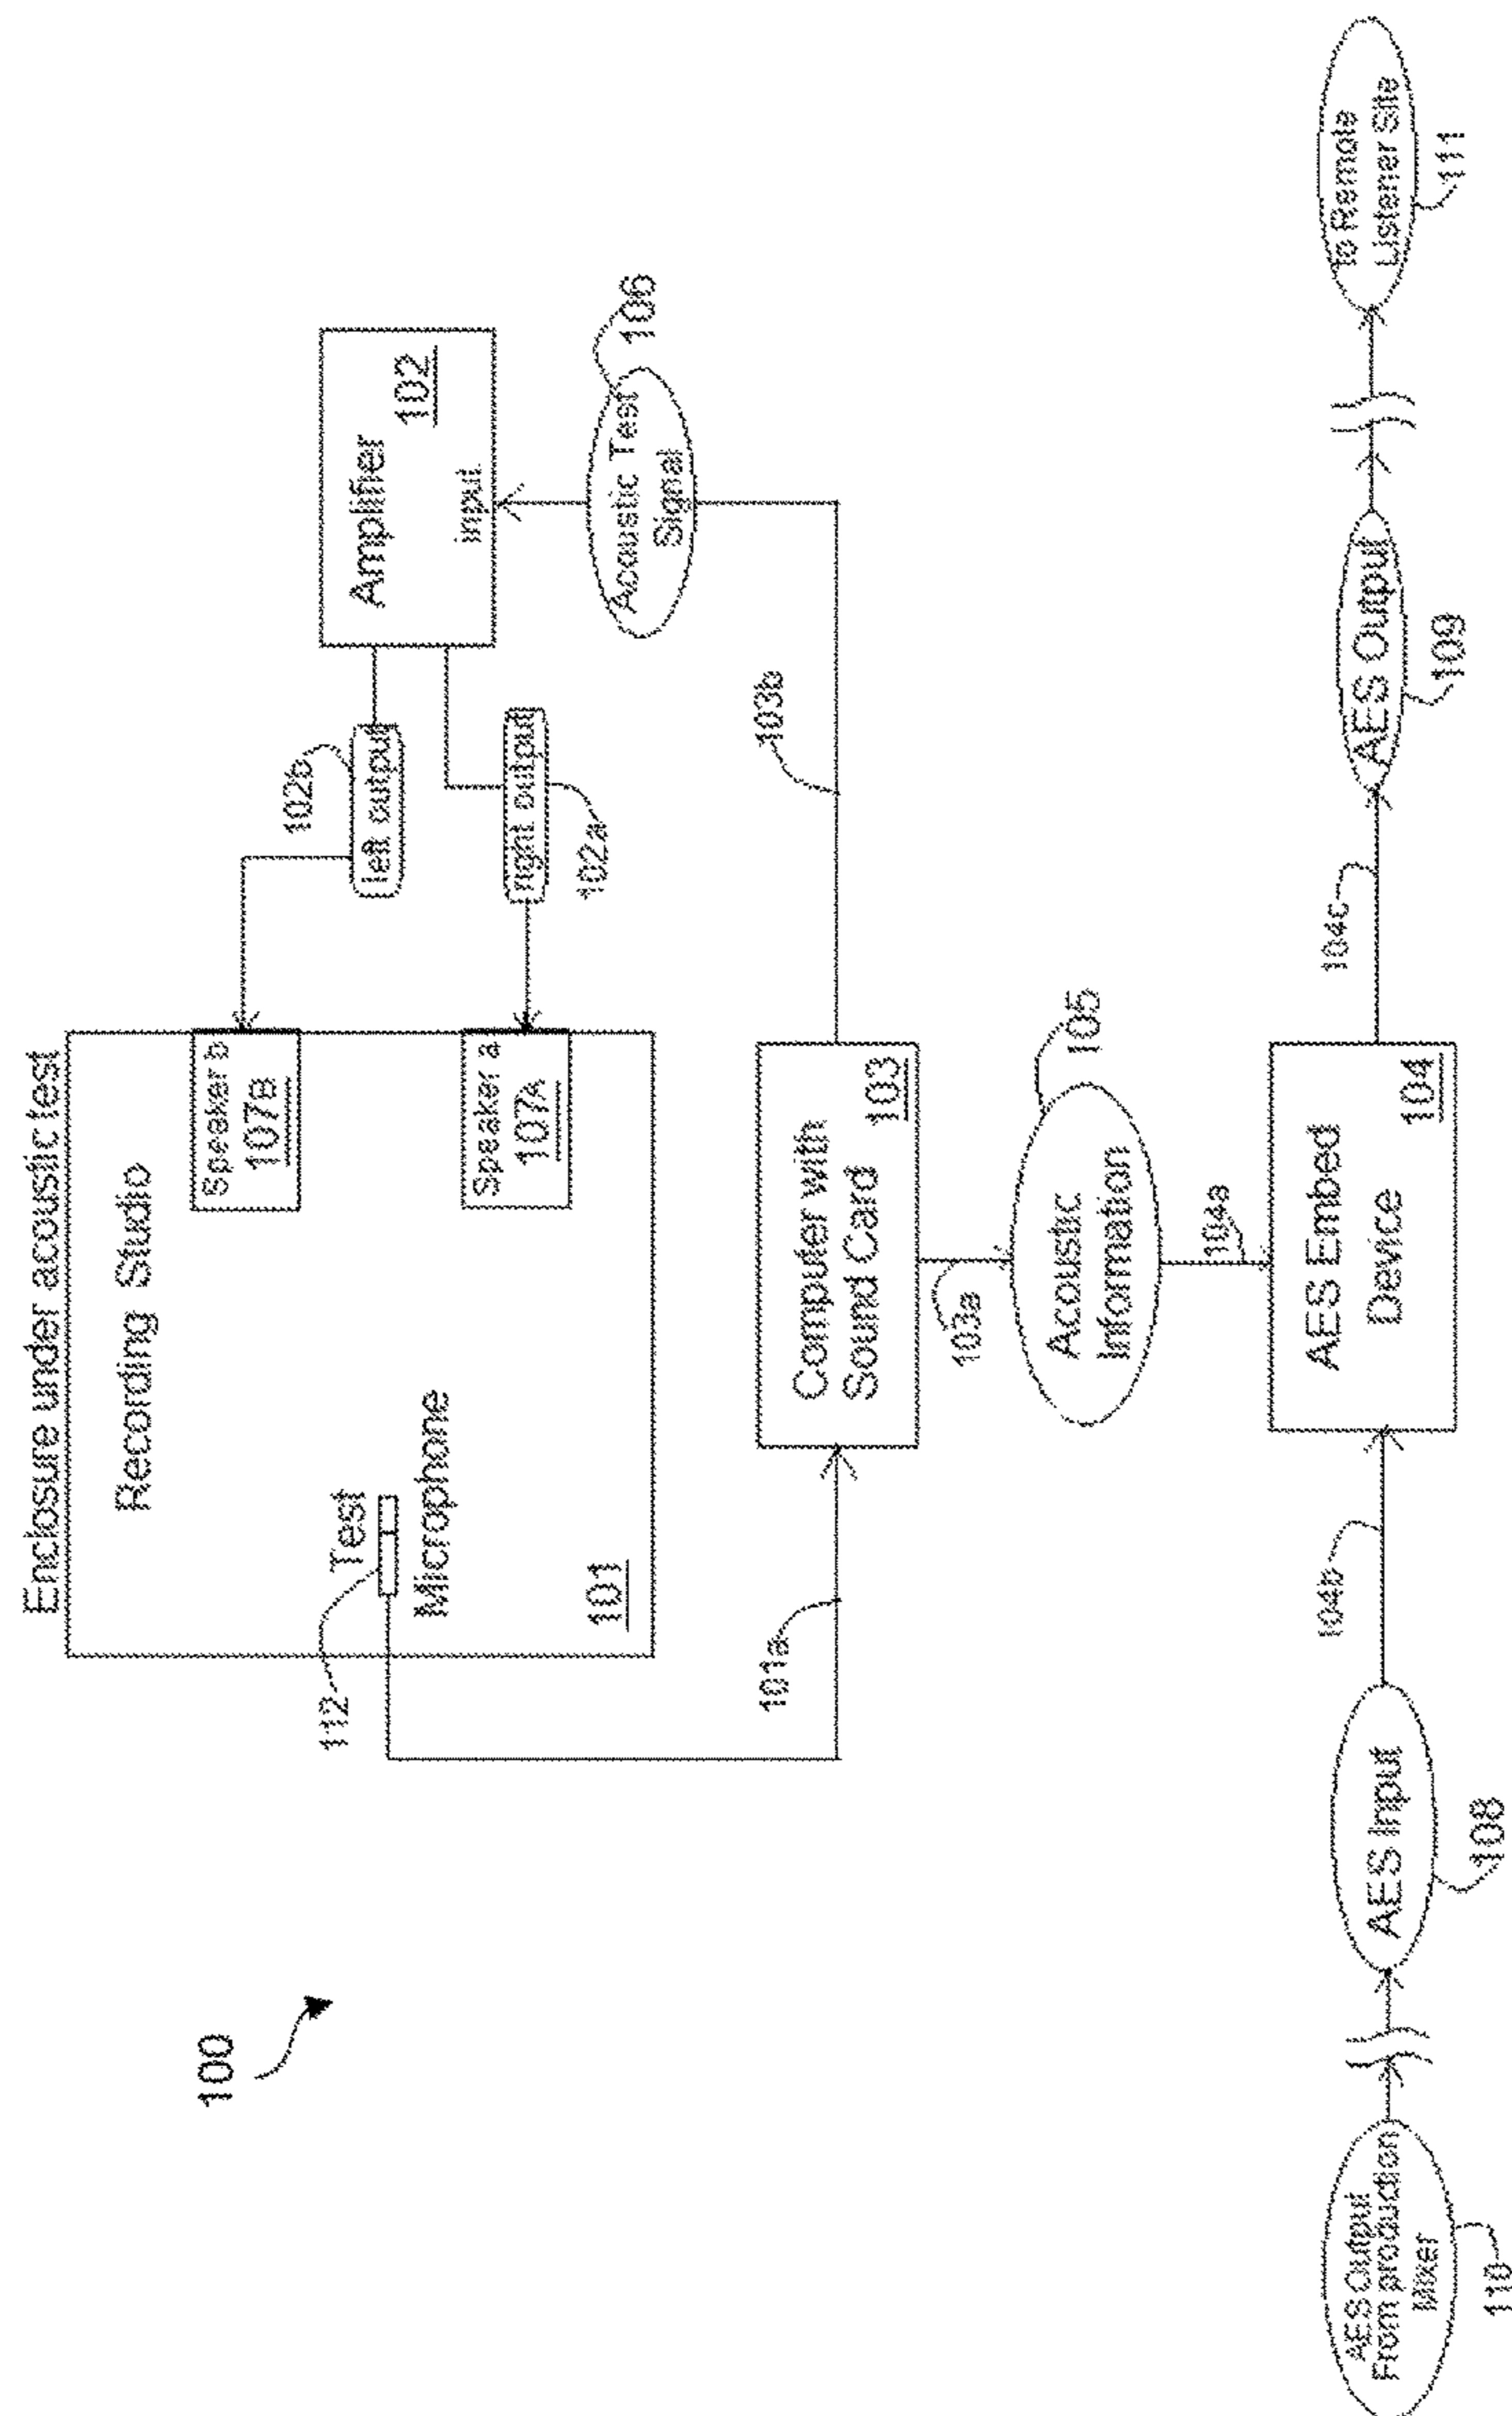 100
Enclosure under acoustic test
Recording Studio
Test
Microphone
112
101
Speaker b
107B
Speaker a
107A
102b
left output
right output
102a
Amplifier
102
input
Acoustic Test
Signal
106
101a
Computer with
Sound Card
103
103b
103a
Acoustic
Information
105
104a
AES Output
From production
Mixer
110
AES Input
108
104b
AES Embed
Device
104
104c
AES Output
109
To Remote
Listener Site
111